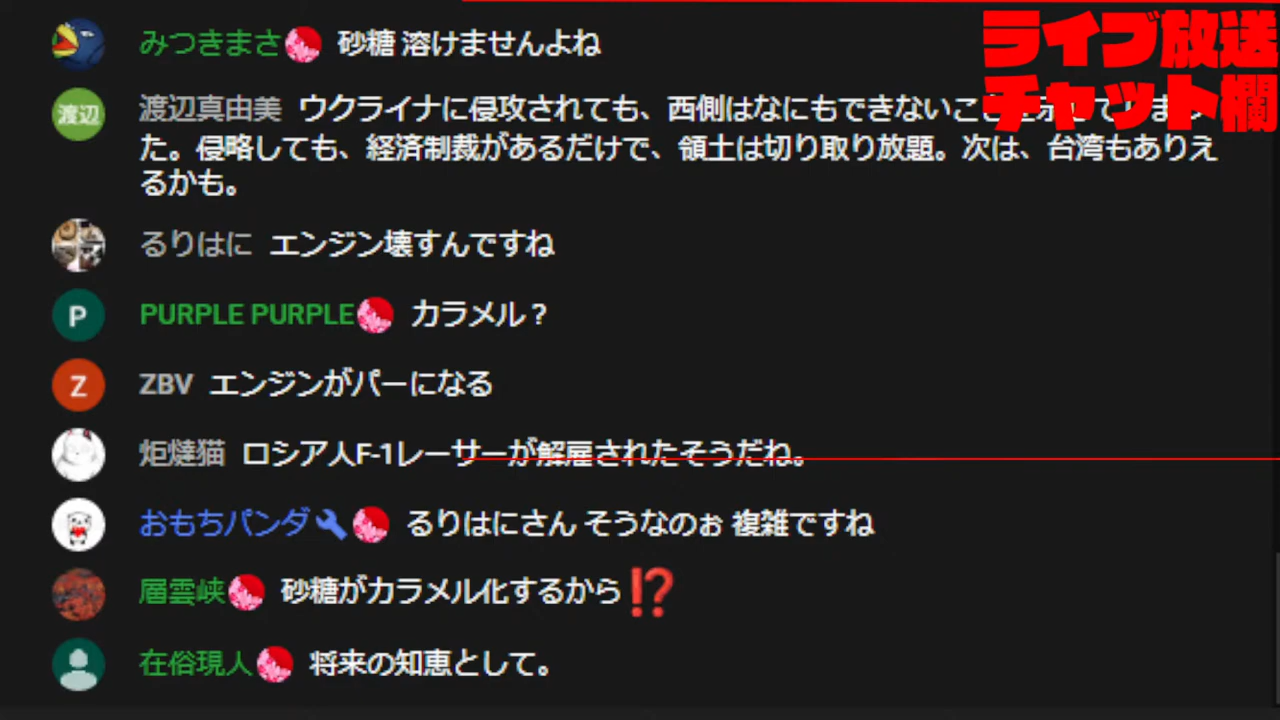 ライブ放送
チャット欄
みつきまさ 砂糖 溶けませんよね
渡辺
渡辺真由美 ウクライナに侵攻されても、西側はなにもできないこ
た。侵略しても、経済制裁があるだけで、領土は切り取り放題。次は、台湾もありえ
るかも。
るりはに エンジン壊すんですね
P
PURPLE PURPLE カラメル？
Z
ZBV エンジンがパーになる
炬燵猫 ロシア人F-1レーサーが解雇されたそうだね。
おもちパンダ るりはにさん そうなのぉ 複雑ですね
層雲峡 砂糖がカラメル化するから⁉
在俗現人 将来の知恵として。